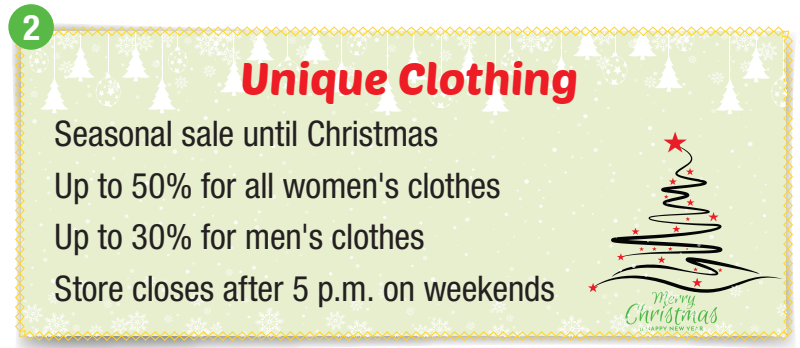 2
Unique Clothing
Seasonal sale until Christmas
Up to 50% for all women's clothes
Up to 30% for men's clothes
Store closes after 5 p.m. on weekends
Merry
Christmas
HAPPY NEW YEAR